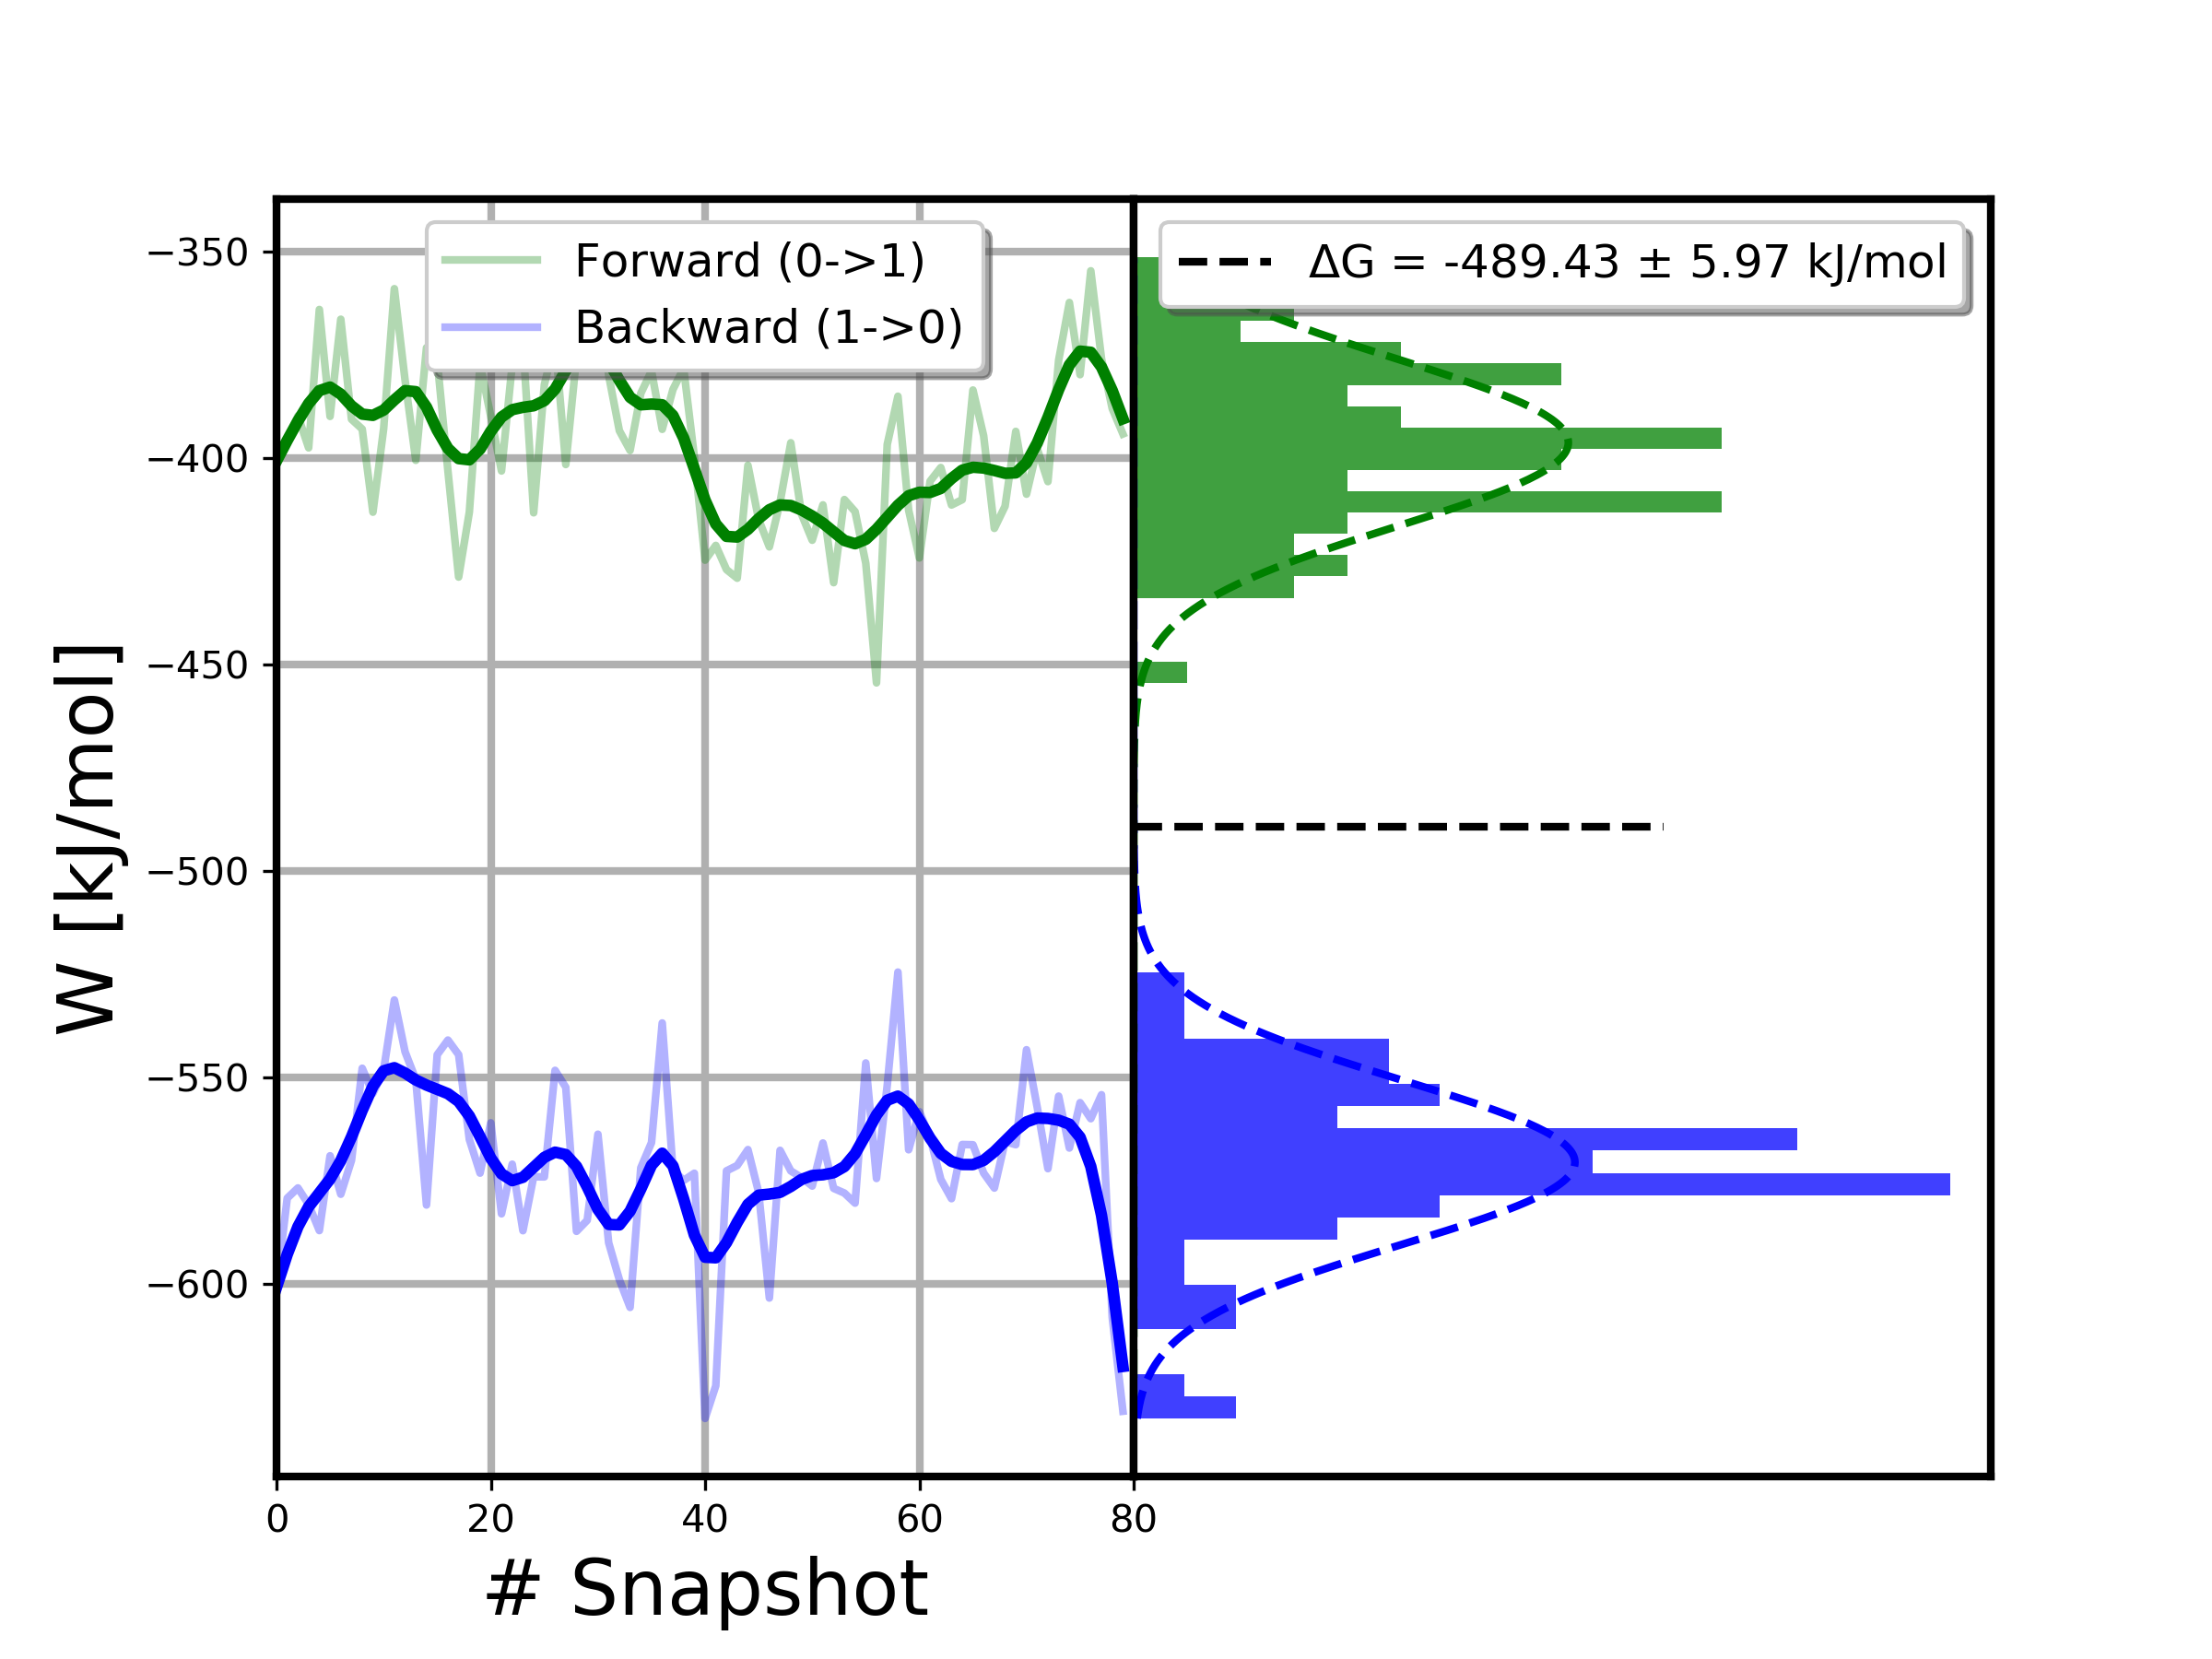 Forward (0->1)
Backward (1->0)
ΔG = -489.43 ± 5.97 kJ/mol
−350
−400
−450
−500
−550
−600
W [kJ/mol]
0 20 40 60 80
# Snapshot